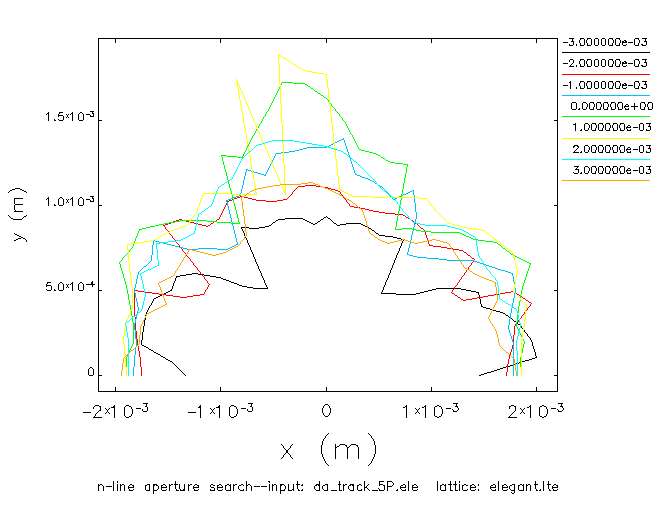 -3.000000e-03
-2.000000e-03
-1.000000e-03
0.000000e+00
1.000000e-03
2.000000e-03
3.000000e-03
1.5×10⁻³
1.0×10⁻³
5.0×10⁻⁴
0
y (m)
-2×10⁻³ -1×10⁻³ 0 1×10⁻³ 2×10⁻³
x (m)
n-line aperture search--input: da_track_5P.ele lattice: elegant.lte